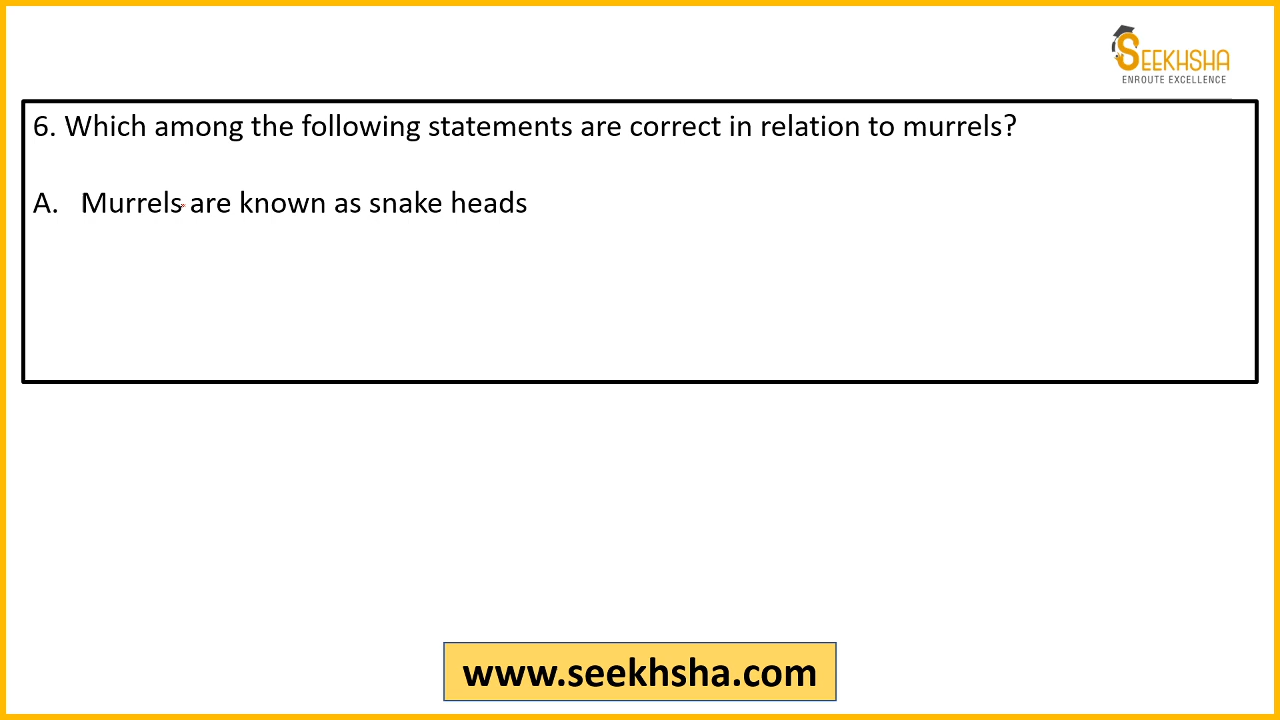 SEEKHSHA
ENROUTE EXCELLENCE
6. Which among the following statements are correct in relation to murrels?
A. Murrels are known as snake heads
www.seekhsha.com